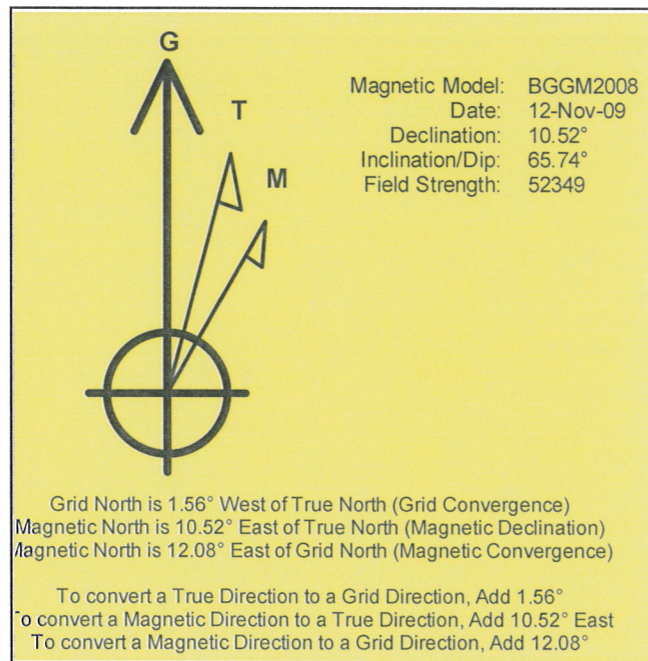 G
T
M
Magnetic Model: BGGM2008
Date: 12-Nov-09
Declination: 10.52°
Inclination/Dip: 65.74°
Field Strength: 52349
Grid North is 1.56° West of True North (Grid Convergence)
Magnetic North is 10.52° East of True North (Magnetic Declination)
Magnetic North is 12.08° East of Grid North (Magnetic Convergence)
To convert a True Direction to a Grid Direction, Add 1.56°
To convert a Magnetic Direction to a True Direction, Add 10.52° East
To convert a Magnetic Direction to a Grid Direction, Add 12.08°